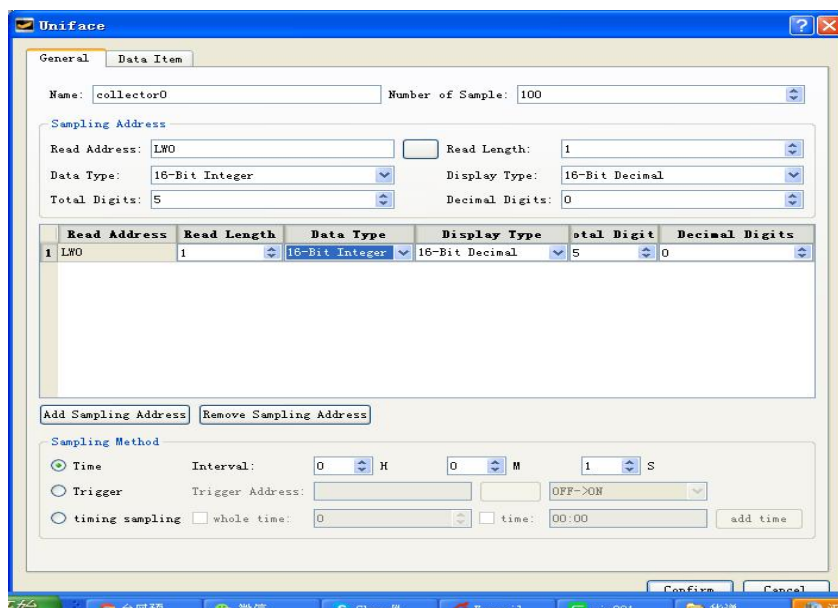 Uniface
General Data Item
Name: collector0 Number of Sample: 100
Sampling Address
Read Address: LW0 Read Length: 1
Data Type: 16-Bit Integer Display Type: 16-Bit Decimal
Total Digits: 5 Decimal Digits: 0
Read Address Read Length Data Type Display Type otal Digit Decimal Digits
1 LW0 1 16-Bit Integer 16-Bit Decimal 5 0
Add Sampling Address Remove Sampling Address
Sampling Method
Time Interval: 0 H 0 M 1 S
Trigger Trigger Address: OFF->ON
timing sampling whole time: 0 time: 00:00 add time
Confirm Cancel